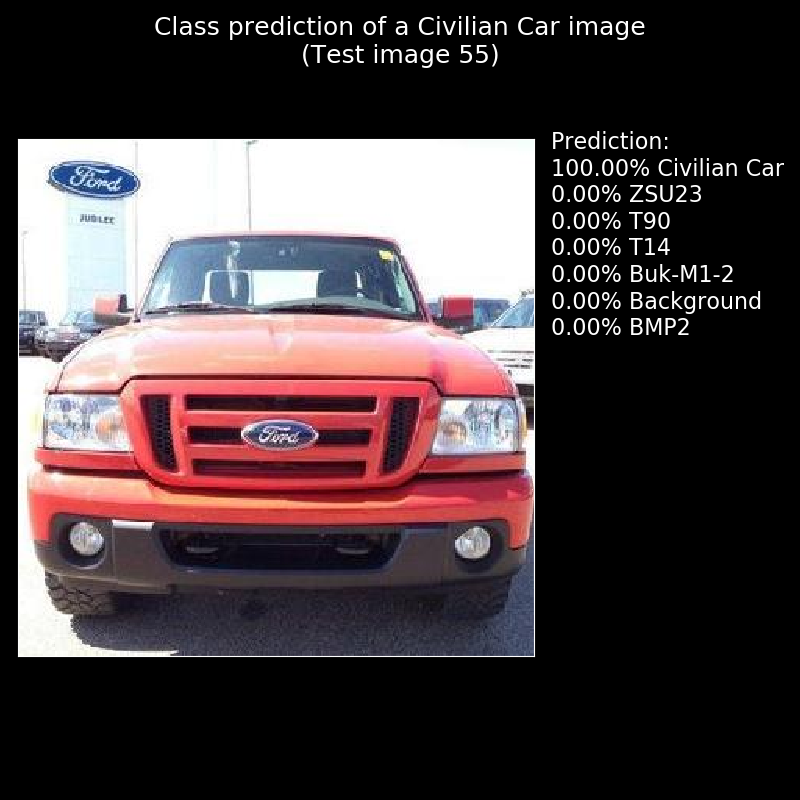 Class prediction of a Civilian Car image
(Test image 55)
Prediction:
100.00% Civilian Car
0.00% ZSU23
0.00% T90
0.00% T14
0.00% Buk-M1-2
0.00% Background
0.00% BMP2
Ford
JUBILEE
Ford